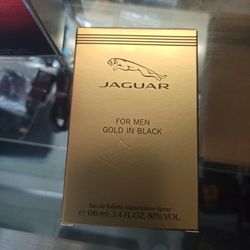 JAGUAR
FOR MEN
GOLD IN BLACK
Eau de Toilette Vaporisateur Spray
e 100 ml 3.4 FL.OZ. 80% VOL.